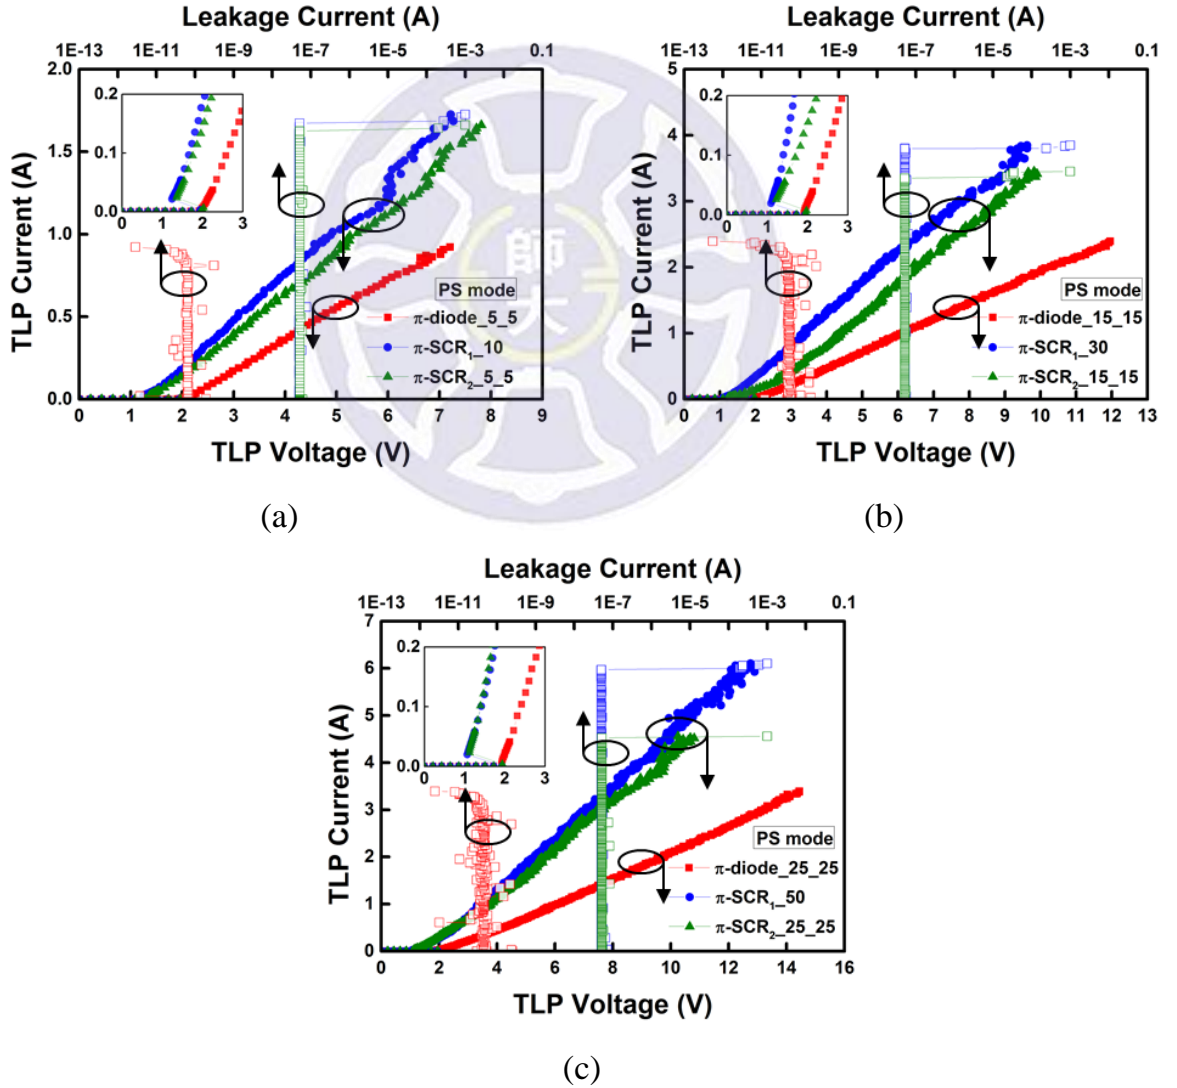 Leakage Current (A)
1E-13 1E-11 1E-9 1E-7 1E-5 1E-3 0.1
2.0
1.5
1.0
0.5
0.0
TLP Current (A)
0.2
0.1
0.0
0 1 2 3
PS mode
π-diode_5_5
π-SCR₁_10
π-SCR₂_5_5
0 1 2 3 4 5 6 7 8 9
TLP Voltage (V)
(a)
Leakage Current (A)
1E-13 1E-11 1E-9 1E-7 1E-5 1E-3 0.1
5
4
3
2
1
0
TLP Current (A)
0.2
0.1
0.0
0 1 2 3
PS mode
π-diode_15_15
π-SCR₁_30
π-SCR₂_15_15
0 1 2 3 4 5 6 7 8 9 10 11 12 13
TLP Voltage (V)
(b)
師
大
Leakage Current (A)
1E-13 1E-11 1E-9 1E-7 1E-5 1E-3 0.1
7
6
5
4
3
2
1
0
TLP Current (A)
0.2
0.1
0.0
0 1 2 3
PS mode
π-diode_25_25
π-SCR₁_50
π-SCR₂_25_25
0 2 4 6 8 10 12 14 16
TLP Voltage (V)
(c)